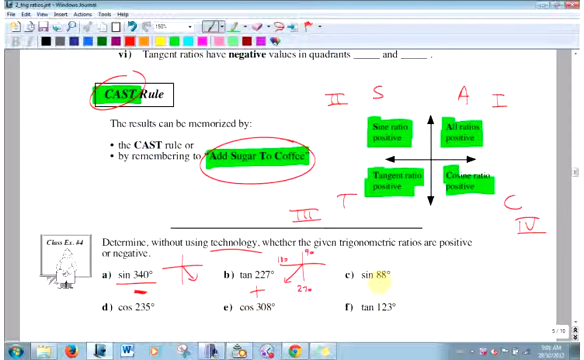 2_trig ratios.jnt - Windows Journal
File Edit View Insert Actions Tools Help
vi) Tangent ratios have negative values in quadrants _____ and _____ .
CAST Rule
The results can be memorized by:
• the CAST rule or
• by remembering to "Add Sugar To Coffee"
II S A I
Sine ratio positive
All ratios positive
Tangent ratio positive
Cosine ratio positive
III T C IV
Class Ex. #4
Determine, without using technology, whether the given trigonometric ratios are positive
or negative.
a) sin 340° b) tan 227° c) sin 88°
180 90 270
− +
d) cos 235° e) cos 308° f) tan 123°
5 / 10